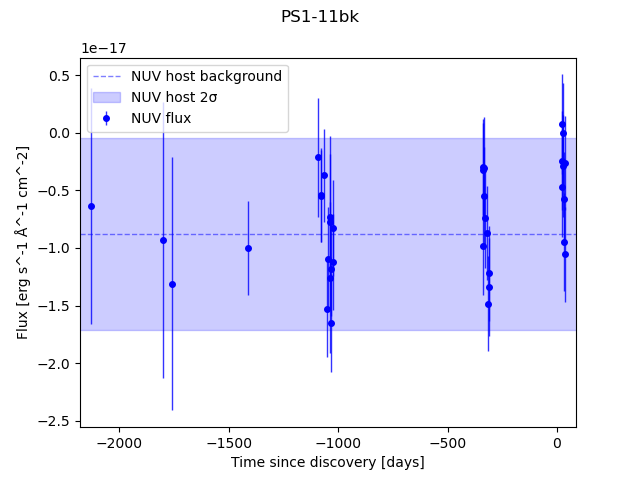 PS1-11bk
1e−17
NUV host background
NUV host 2σ
NUV flux
0.5
0.0
−0.5
−1.0
−1.5
−2.0
−2.5
Flux [erg s^-1 Å^-1 cm^-2]
−2000
−1500
−1000
−500
0
Time since discovery [days]